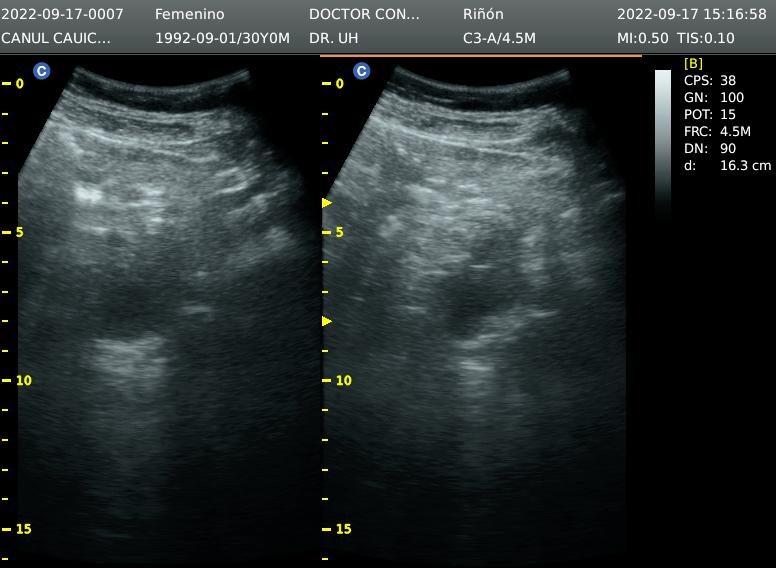 2022-09-17-0007 Femenino DOCTOR CON... Riñón 2022-09-17 15:16:58
CANUL CAUIC... 1992-09-01/30Y0M DR. UH C3-A/4.5M MI:0.50 TIS:0.10
C C
[B]
CPS: 38
GN: 100
POT: 15
FRC: 4.5M
DN: 90
d: 16.3 cm
0 0
5 5
10 10
15 15